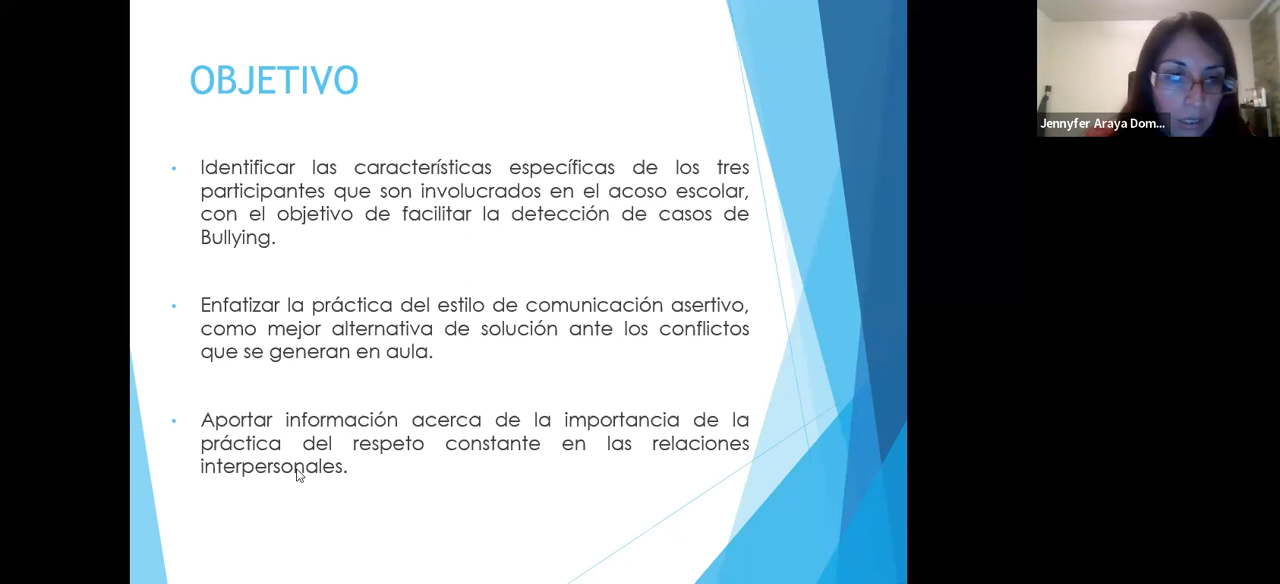 OBJETIVO
Identificar las características específicas de los tres
participantes que son involucrados en el acoso escolar,
con el objetivo de facilitar la detección de casos de
Bullying.
Enfatizar la práctica del estilo de comunicación asertivo,
como mejor alternativa de solución ante los conflictos
que se generan en aula.
Aportar información acerca de la importancia de la
práctica del respeto constante en las relaciones
interpersonales.
Jennyfer Araya Dom...